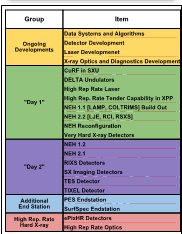 Group
Item
Ongoing
Developments
Data Systems and Algorithms
Detector Development
Laser Developmenet
X-ray Optics and Diagnostics Development
"Day 1"
CuRF in SXU
DELTA Undulators
High Rep Rate Laser
High Rep. Rate Tender Capability in XPP
NEH 1.1 [LAMP, COLTRIMS] Build Out
NEH 2.2 [LJE, RCI, RSXS]
NEH Reconfiguration
Very Hard X-ray Detectors
"Day 2"
NEH 1.2
NEH 2.1
RIXS Detectors
SX Imaging Detectors
TES Detector
TIXEL Detector
Additional
End Station
PES Endstation
SurfSpec Endstation
High Rep. Rate
Hard X-ray
ePixHR Detectors
High Rep Rate Optics